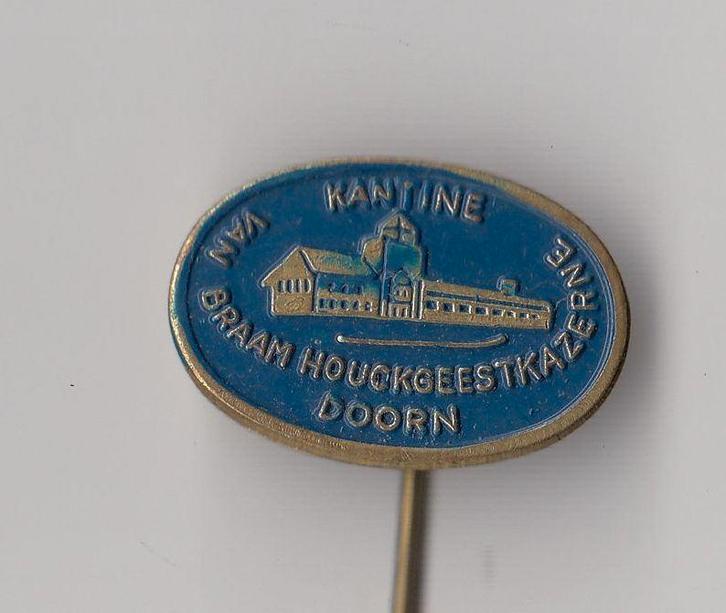 KANTINE
VAN BRAAM HOUCKGEESTKAZERNE
DOORN